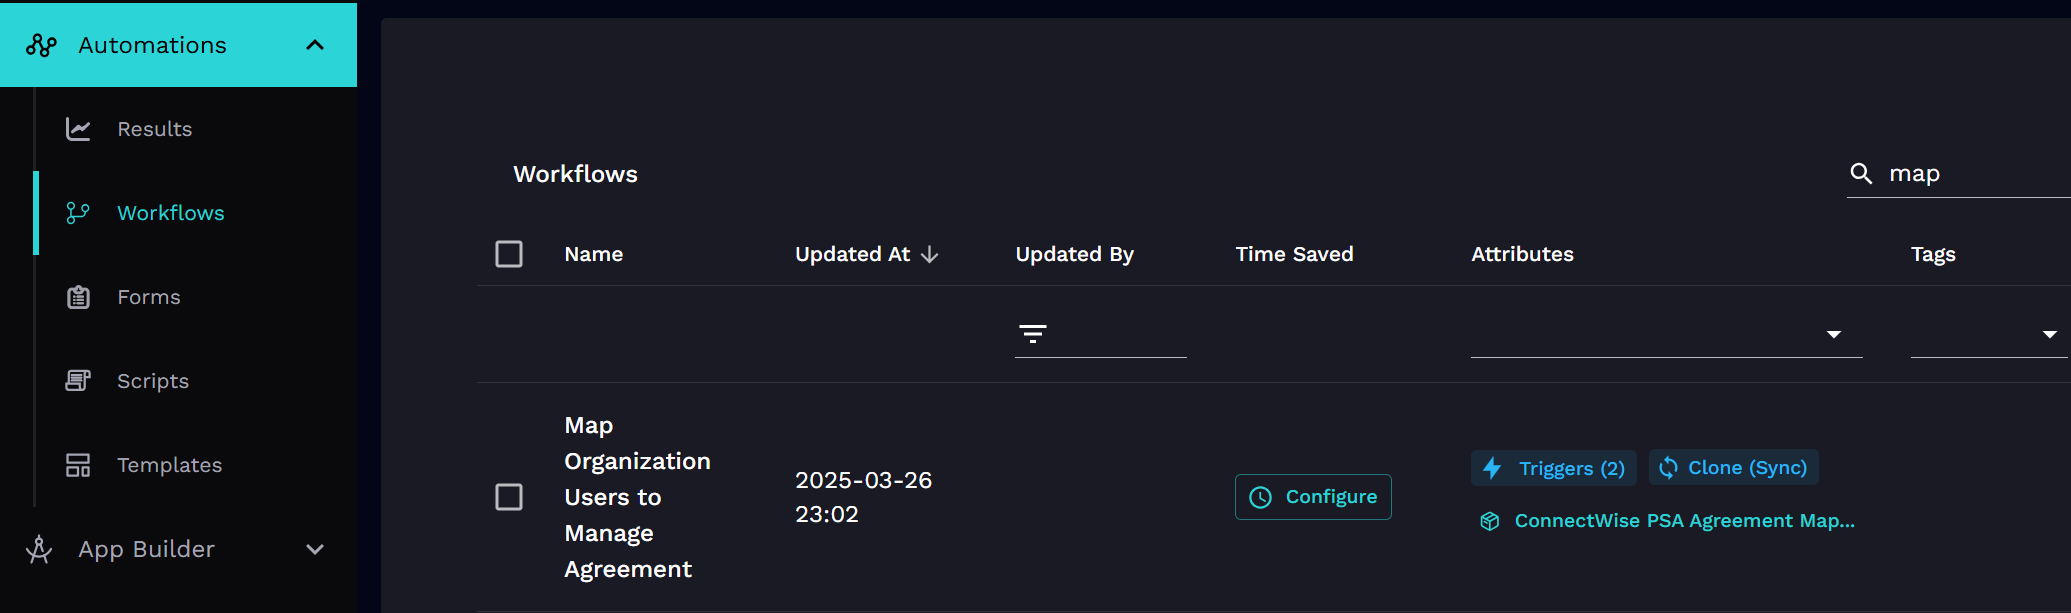 Automations
Results
Workflows
Forms
Scripts
Templates
App Builder
Workflows
map
Name
Updated At
Updated By
Time Saved
Attributes
Tags
Map
Organization
Users to
Manage
Agreement
2025-03-26
23:02
Configure
Triggers (2)
Clone (Sync)
ConnectWise PSA Agreement Map...